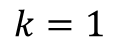 k = 1